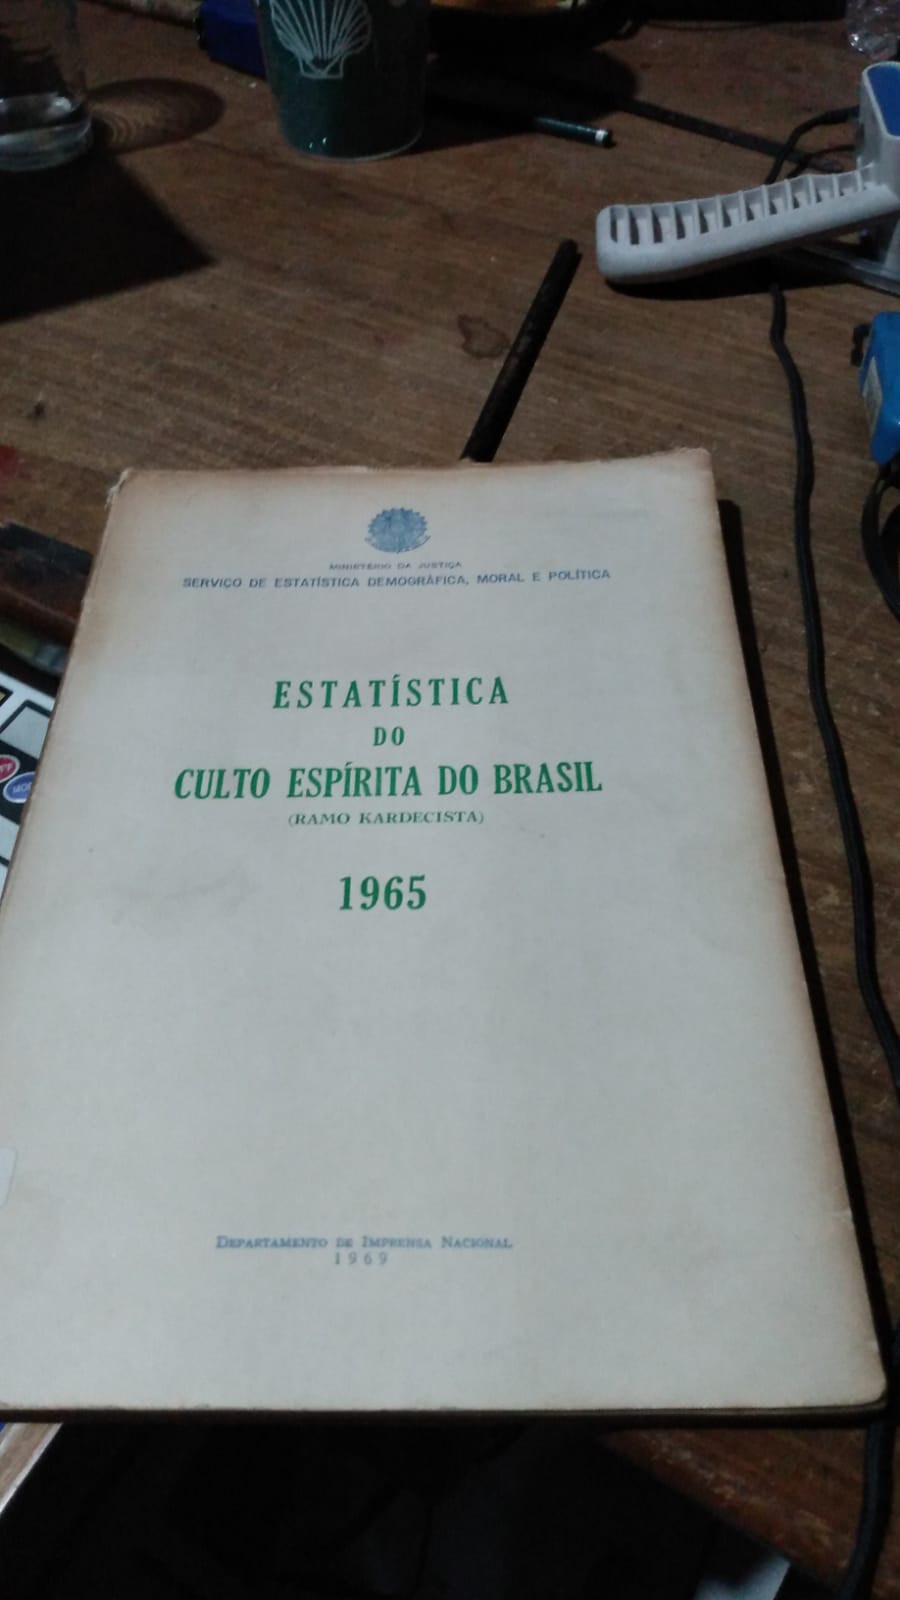 MINISTÉRIO DA JUSTIÇA
SERVIÇO DE ESTATÍSTICA DEMOGRÁFICA, MORAL E POLÍTICA
ESTATÍSTICA
DO
CULTO ESPÍRITA DO BRASIL
(RAMO KARDECISTA)
1965
DEPARTAMENTO DE IMPRENSA NACIONAL
1969